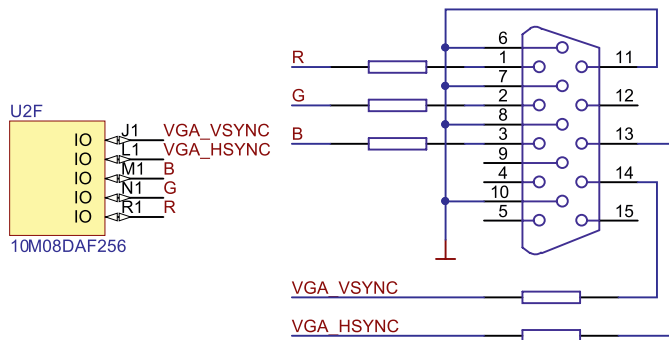 U2F
IO J1 VGA_VSYNC
IO L1 VGA_HSYNC
IO M1 B
IO N1 G
IO R1 R
10M08DAF256
6
R 1 11
7
G 2 12
8
B 3 13
9
4 14
10
5 15
VGA_VSYNC
VGA_HSYNC